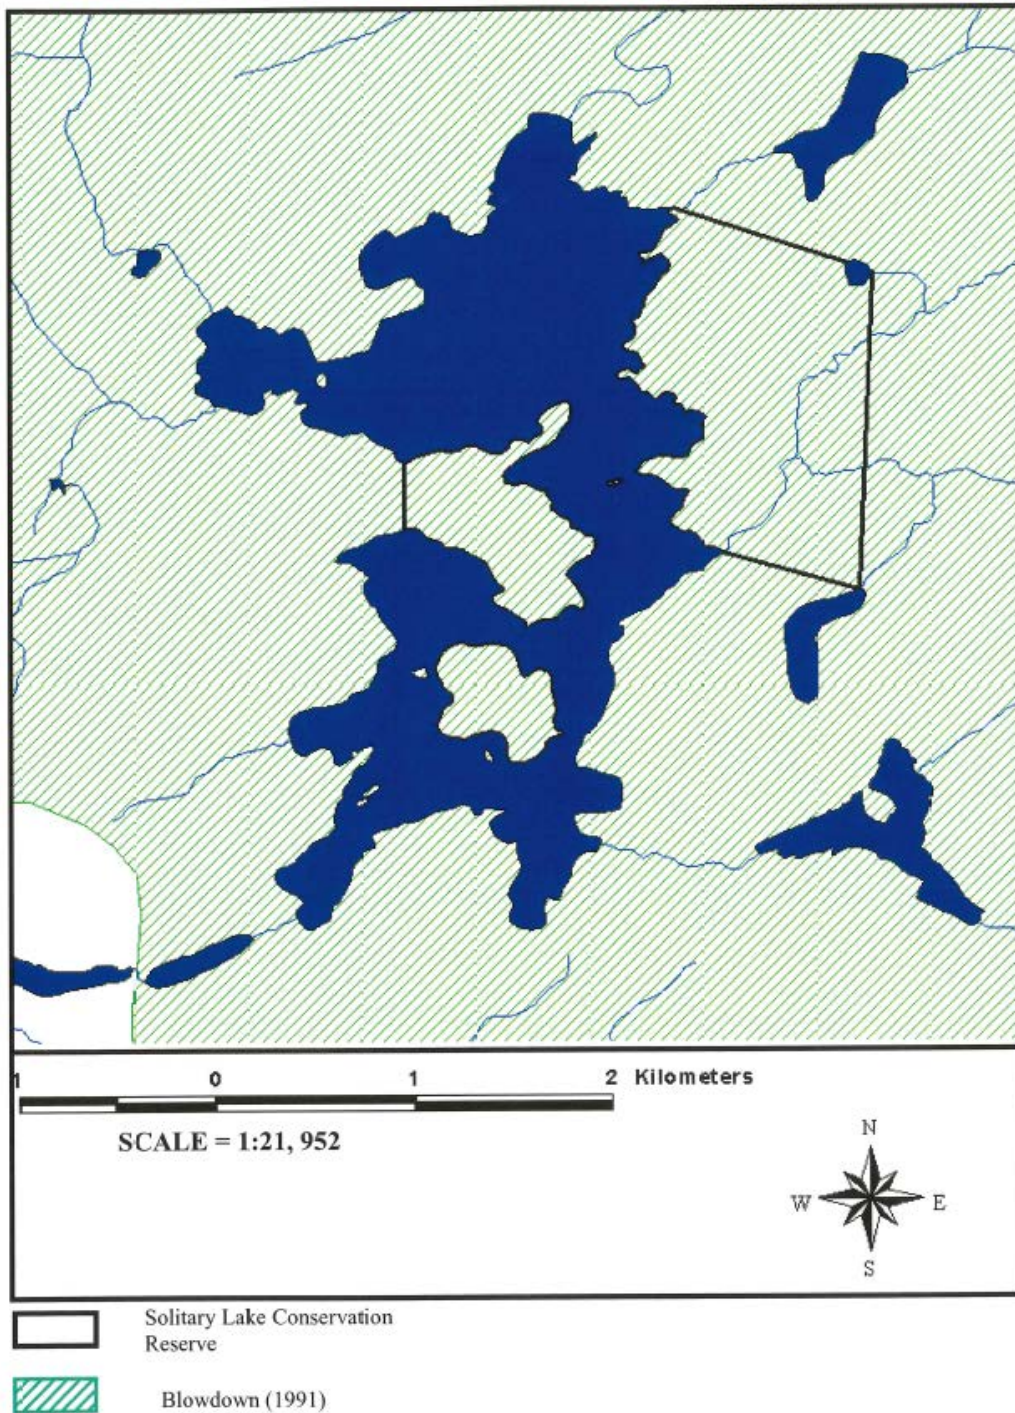 1 0 1 2 Kilometers
SCALE = 1:21, 952
N
W E
S
Solitary Lake Conservation
Reserve
Blowdown (1991)